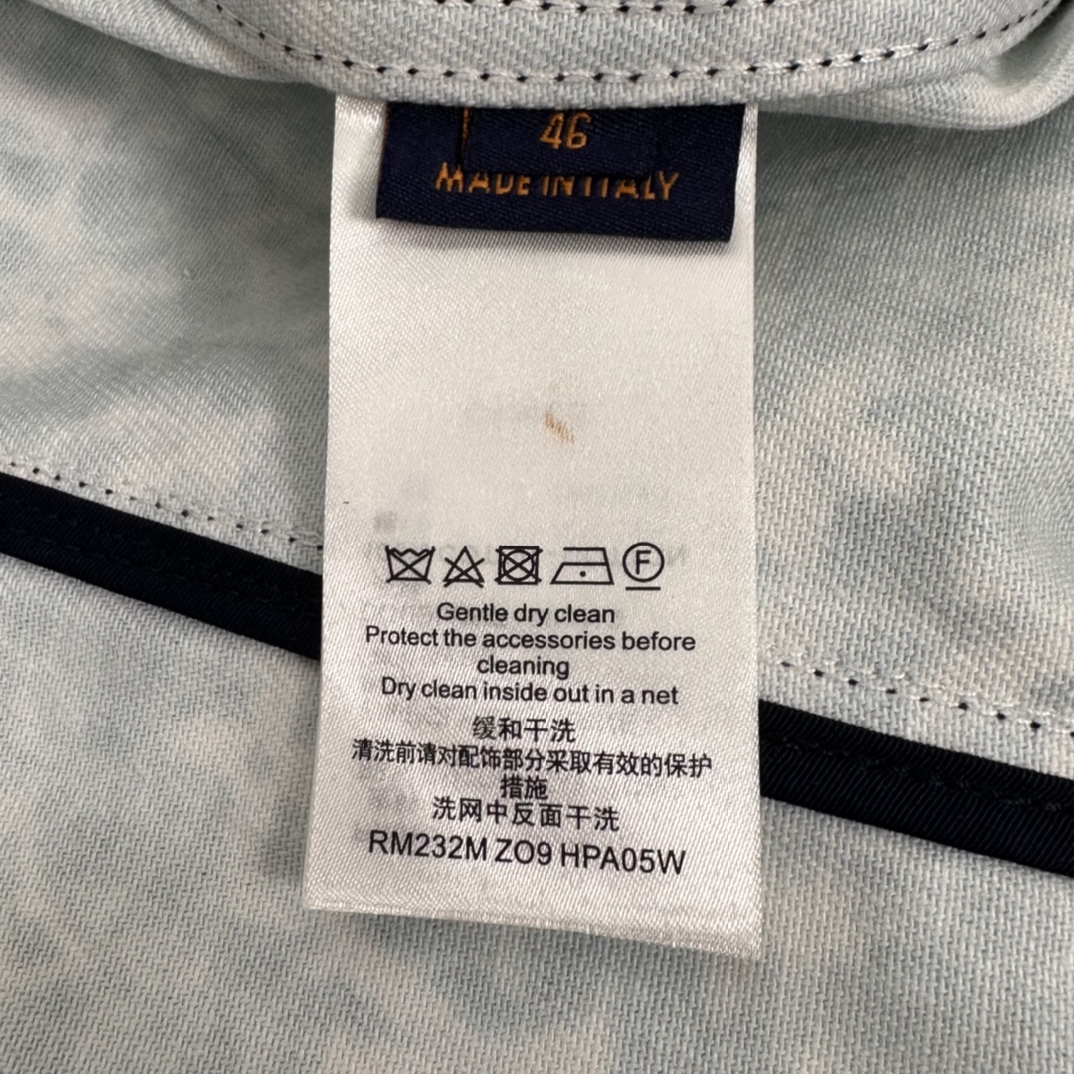 46
MADE IN ITALY
F
Gentle dry clean
Protect the accessories before
cleaning
Dry clean inside out in a net
缓和干洗
清洗前请对配饰部分采取有效的保护
措施
洗网中反面干洗
RM232M ZO9 HPA05W